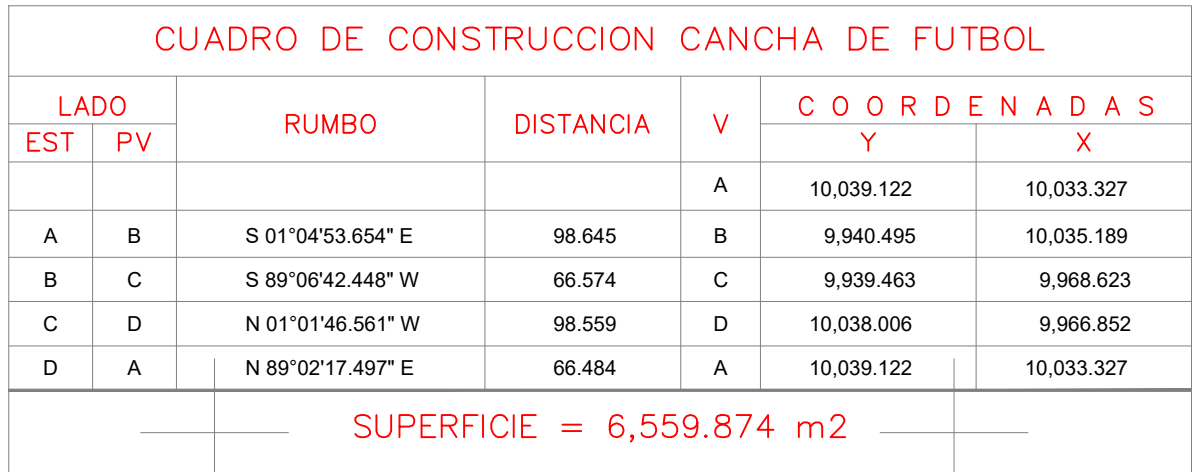 CUADRO DE CONSTRUCCION CANCHA DE FUTBOL
LADO RUMBO DISTANCIA V COORDENADAS
EST PV Y X
A 10,039.122 10,033.327
A B S 01°04'53.654" E 98.645 B 9,940.495 10,035.189
B C S 89°06'42.448" W 66.574 C 9,939.463 9,968.623
C D N 01°01'46.561" W 98.559 D 10,038.006 9,966.852
D A N 89°02'17.497" E 66.484 A 10,039.122 10,033.327
SUPERFICIE = 6,559.874 m2